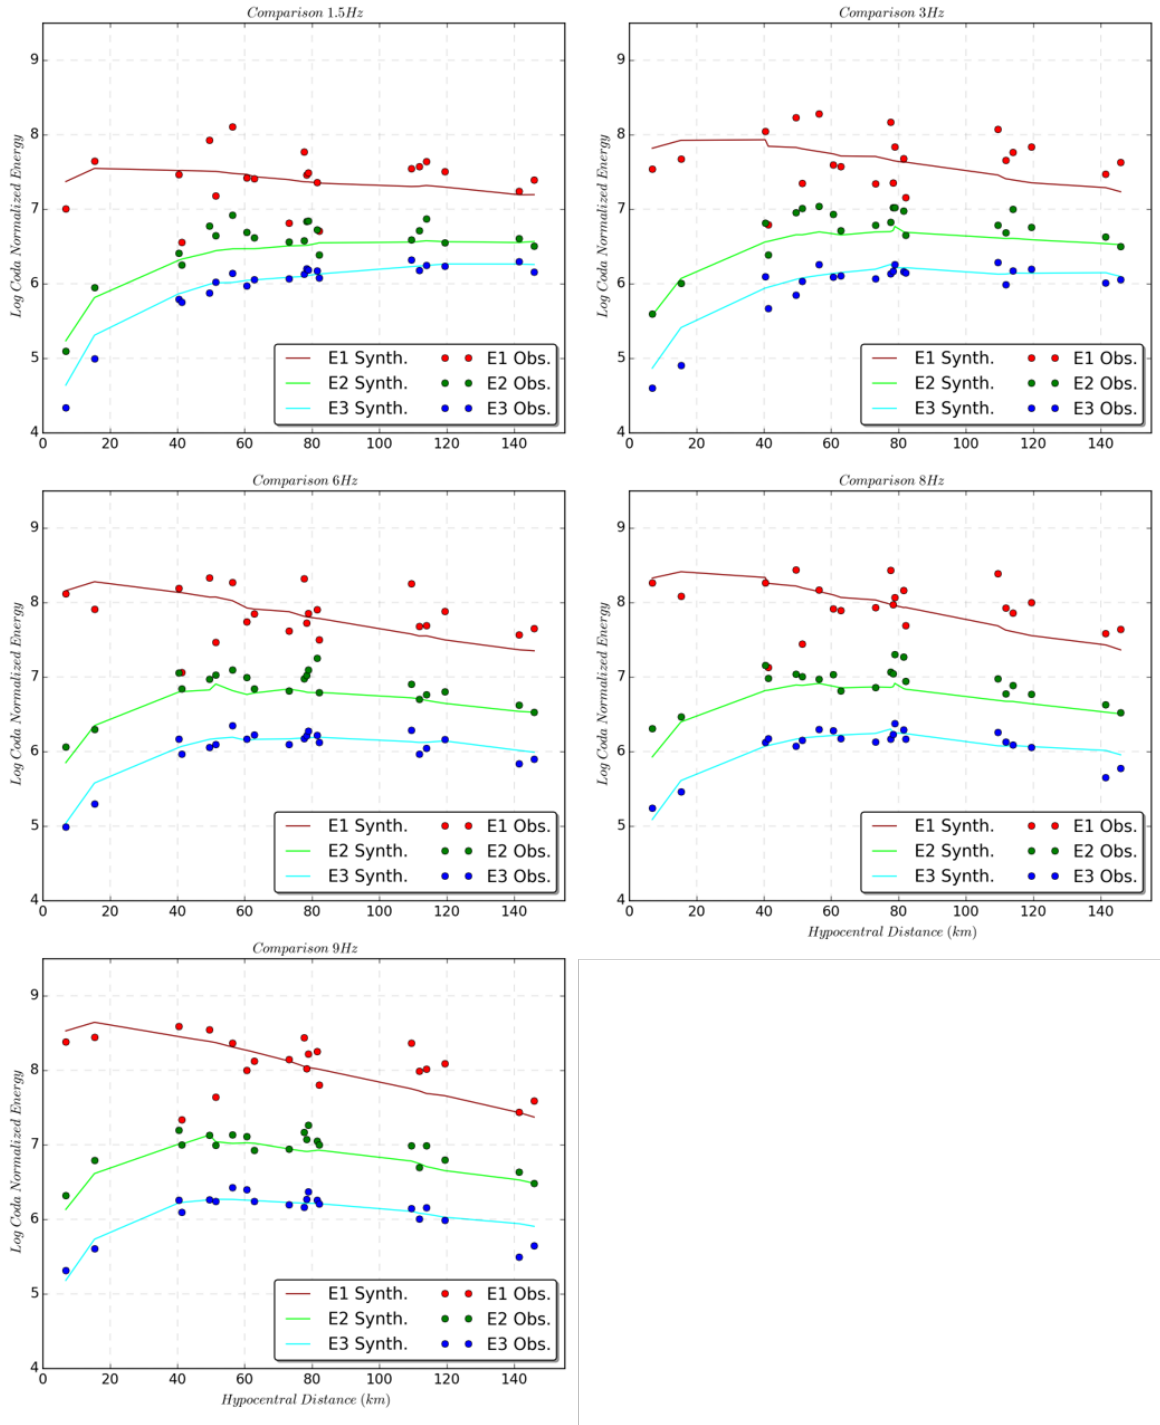 Comparison 1.5Hz
Log Coda Normalized Energy
9
8
7
6
5
4
0 20 40 60 80 100 120 140
E1 Synth. E1 Obs.
E2 Synth. E2 Obs.
E3 Synth. E3 Obs.
Comparison 3Hz
Log Coda Normalized Energy
9
8
7
6
5
4
0 20 40 60 80 100 120 140
E1 Synth. E1 Obs.
E2 Synth. E2 Obs.
E3 Synth. E3 Obs.
Comparison 6Hz
Log Coda Normalized Energy
9
8
7
6
5
4
0 20 40 60 80 100 120 140
E1 Synth. E1 Obs.
E2 Synth. E2 Obs.
E3 Synth. E3 Obs.
Comparison 8Hz
Log Coda Normalized Energy
9
8
7
6
5
4
0 20 40 60 80 100 120 140
E1 Synth. E1 Obs.
E2 Synth. E2 Obs.
E3 Synth. E3 Obs.
Hypocentral Distance (km)
Comparison 9Hz
Log Coda Normalized Energy
9
8
7
6
5
4
0 20 40 60 80 100 120 140
E1 Synth. E1 Obs.
E2 Synth. E2 Obs.
E3 Synth. E3 Obs.
Hypocentral Distance (km)